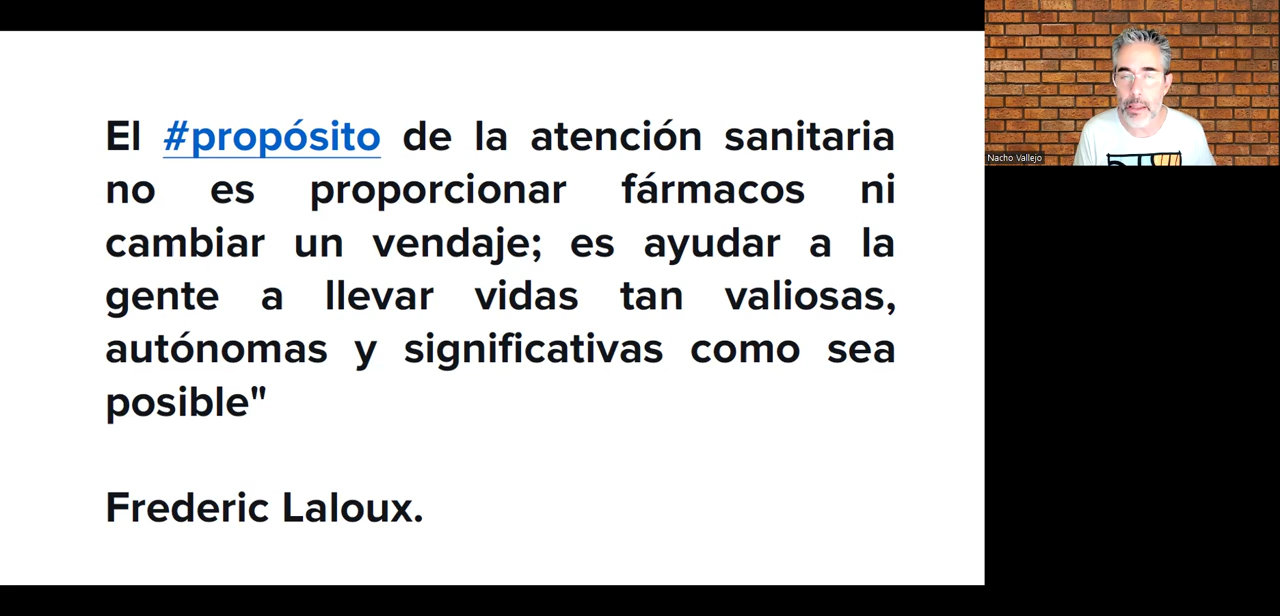 El #propósito de la atención sanitaria
no es proporcionar fármacos ni
cambiar un vendaje; es ayudar a la
gente a llevar vidas tan valiosas,
autónomas y significativas como sea
posible"
Frederic Laloux.
Nacho Vallejo